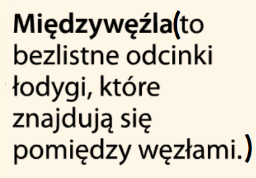 Międzywęźla(to
bezlistne odcinki
łodygi, które
znajdują się
pomiędzy węzłami.)